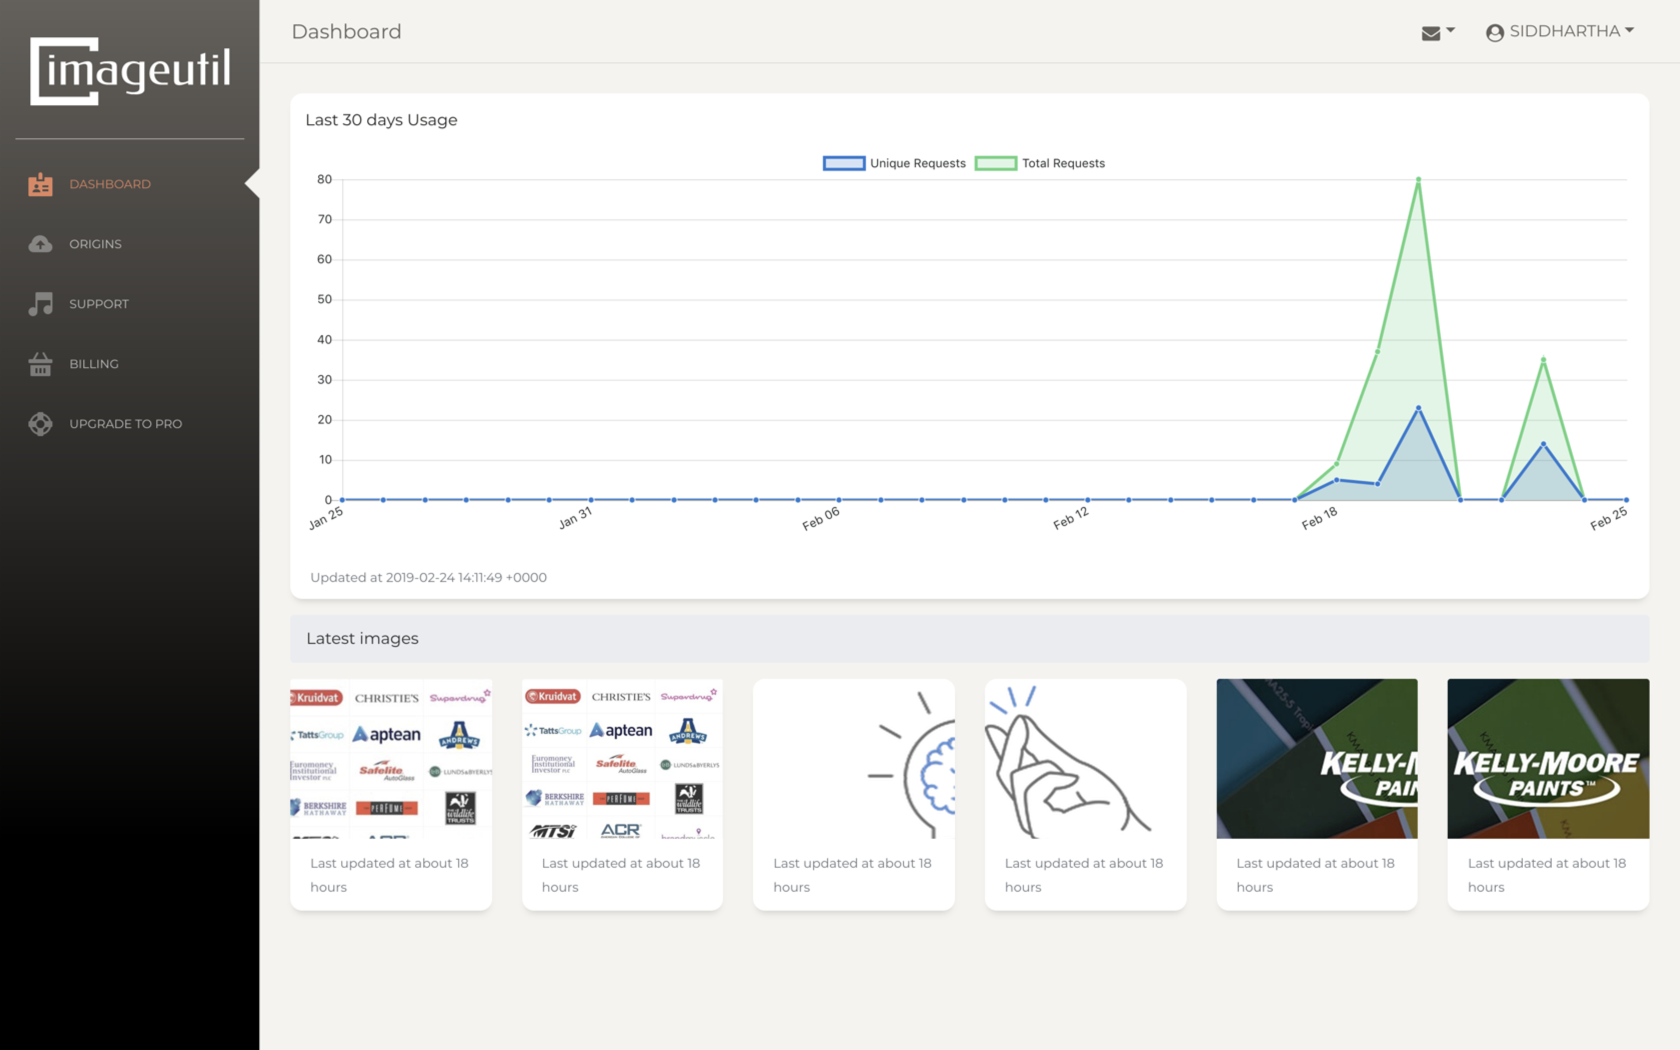 imageutil
Dashboard
SIDDHARTHA
DASHBOARD
ORIGINS
SUPPORT
BILLING
UPGRADE TO PRO
Last 30 days Usage
Unique Requests
Total Requests
80
70
60
50
40
30
20
10
0
Jan 25
Jan 31
Feb 06
Feb 12
Feb 18
Feb 25
Updated at 2019-02-24 14:11:49 +0000
Latest images
Kruidvat CHRISTIE'S Superdrug
TattsGroup aptean ANDREWS
Euromoney Institutional Investor PLC Safelite AutoGlass LUNDS&BYERLYS
BERKSHIRE HATHAWAY PERFUMI wildlife TRUSTS
Last updated at about 18
hours
Kruidvat CHRISTIE'S Superdrug
TattsGroup aptean ANDREWS
Euromoney Institutional Investor PLC Safelite AutoGlass LUNDS&BYERLYS
BERKSHIRE HATHAWAY PERFUMI wildlife TRUSTS
MTSI ACR
Last updated at about 18
hours
Last updated at about 18
hours
Last updated at about 18
hours
KMA25-5 Trop
KELLY-M
PAIN
Last updated at about 18
hours
KELLY-MOORE
PAINTS™
Last updated at about 18
hours